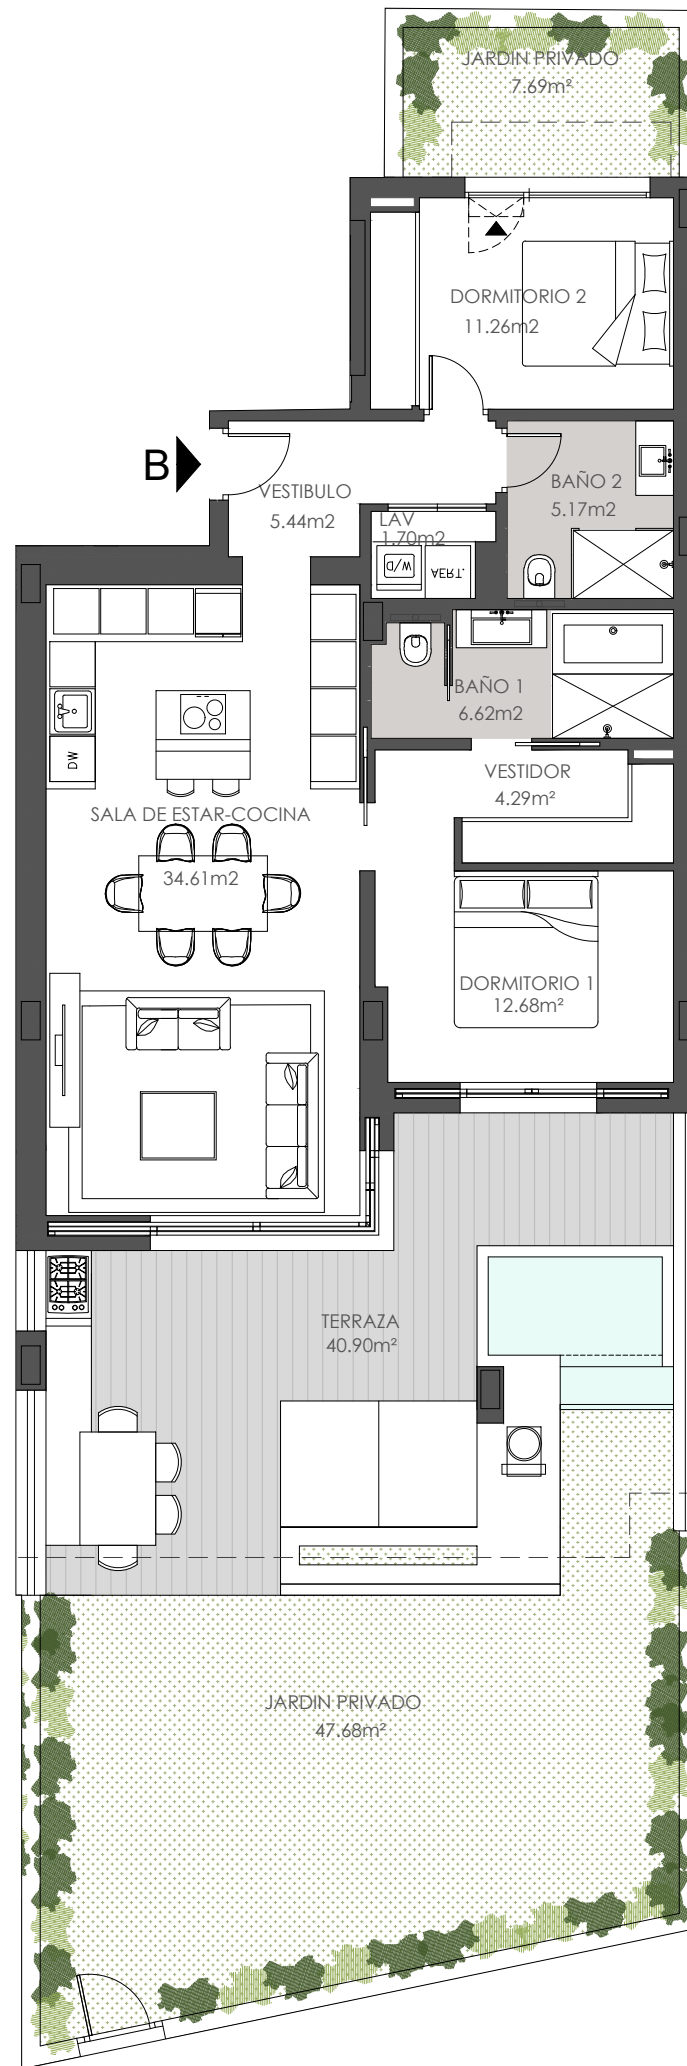 JARDIN PRIVADO
7.69m²
DORMITORIO 2
11.26m2
B
VESTIBULO
5.44m2
BAÑO 2
5.17m2
LAV
1.70m2
W/D
AERT.
BAÑO 1
6.62m2
DW
VESTIDOR
4.29m²
SALA DE ESTAR-COCINA
34.61m2
DORMITORIO 1
12.68m²
TERRAZA
40.90m²
JARDIN PRIVADO
47.68m²